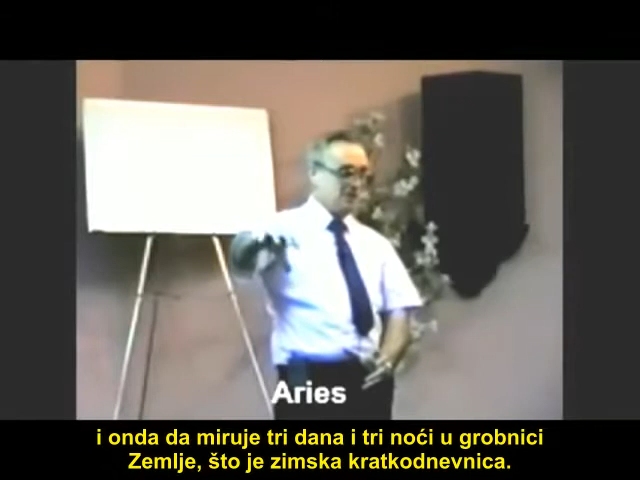 Aries
i onda da miruje tri dana i tri noći u grobnici
Zemlje, što je zimska kratkodnevnica.